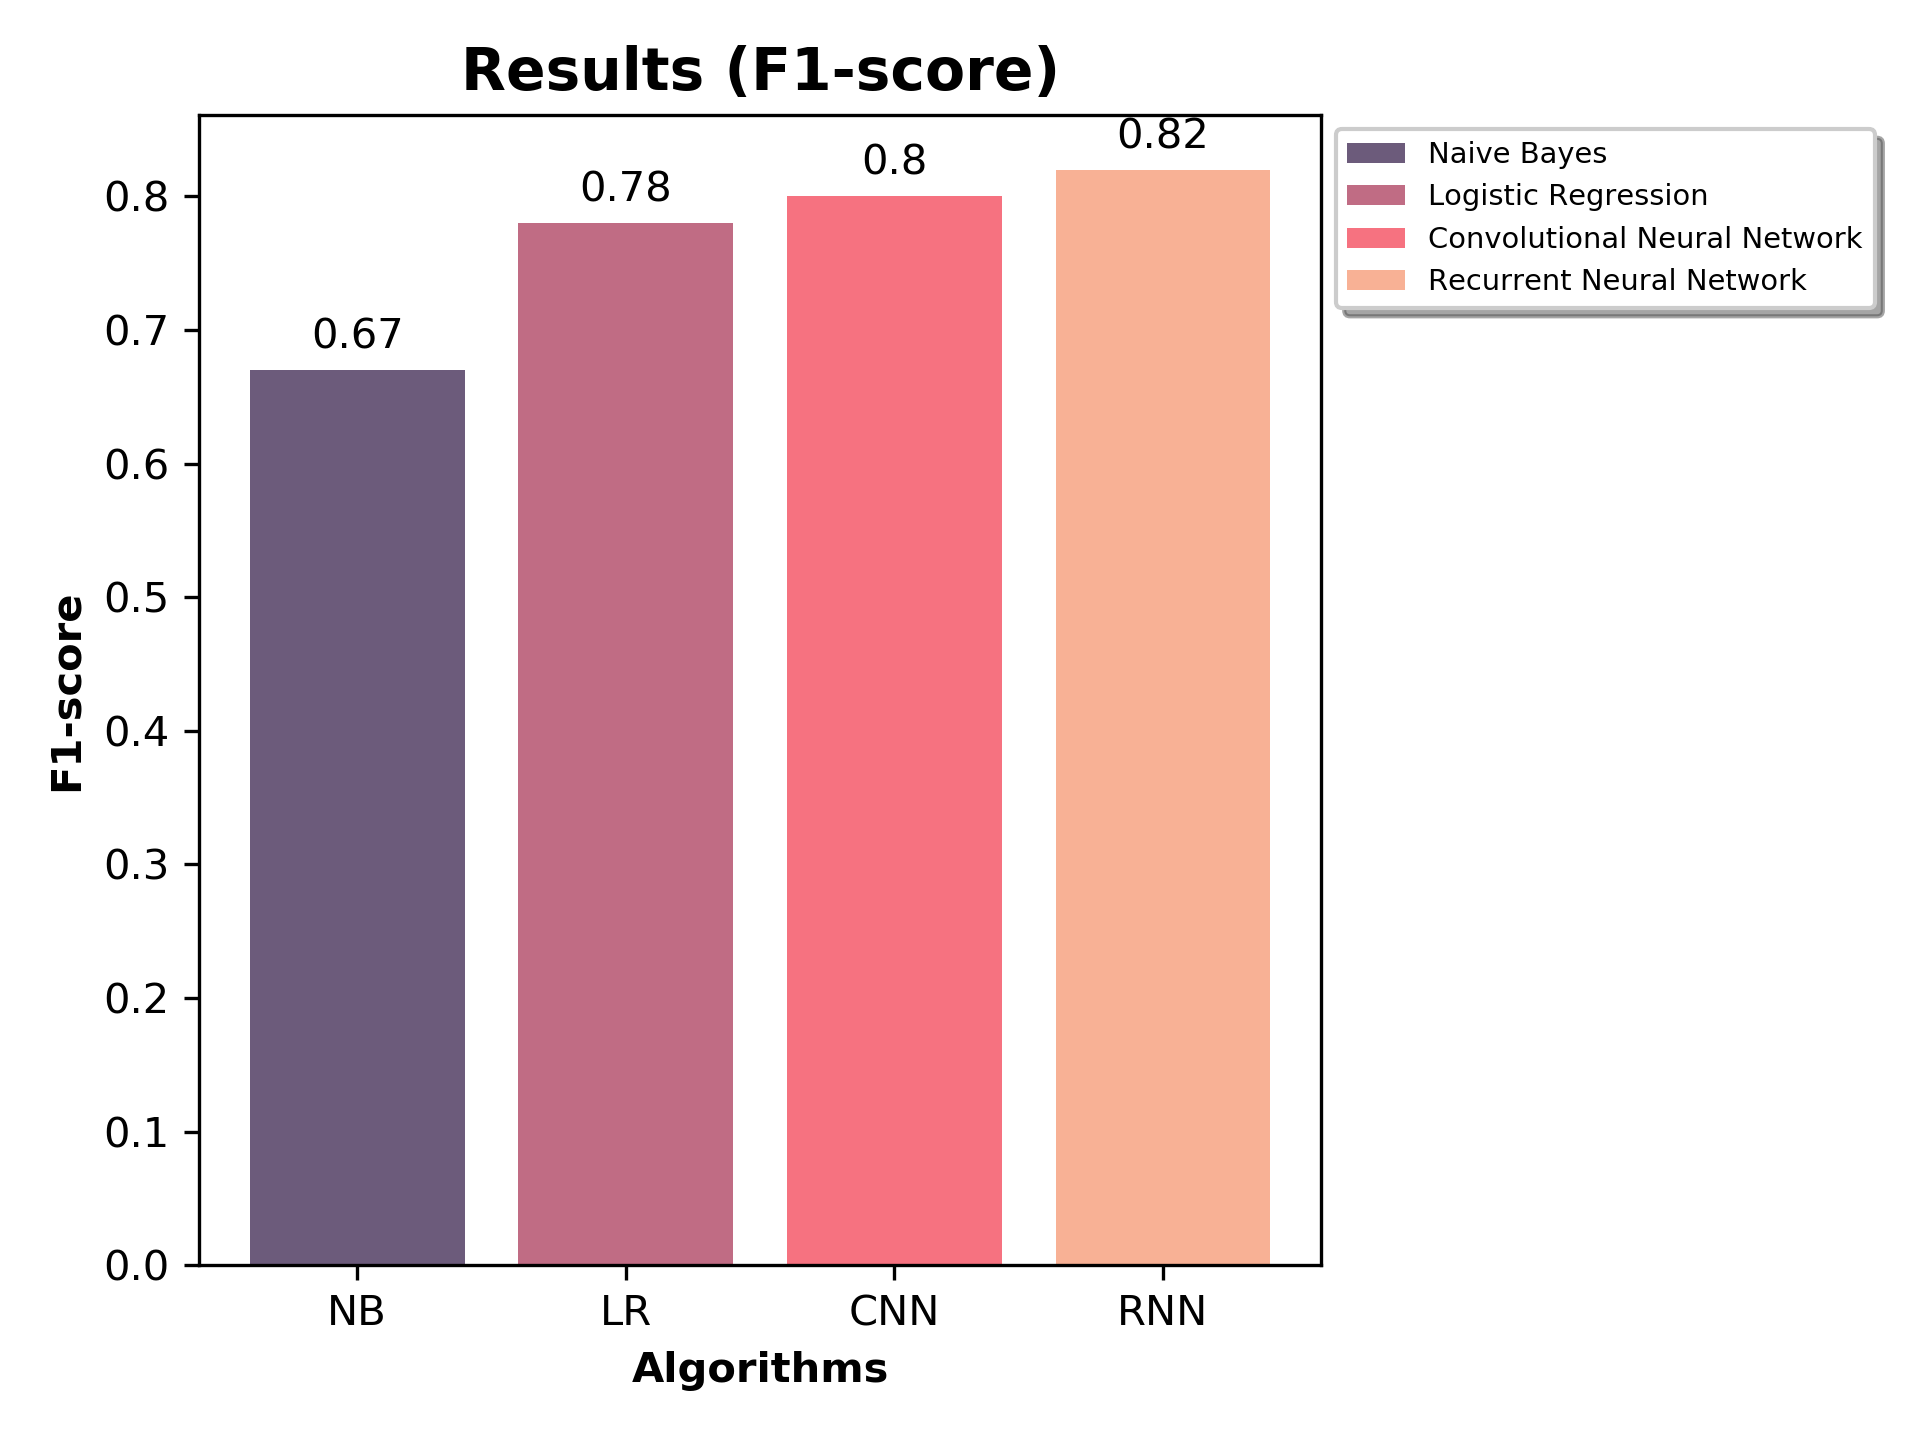 Results (F1-score)
0.82
0.8
0.78
0.67
Naive Bayes
Logistic Regression
Convolutional Neural Network
Recurrent Neural Network
F1-score
0.8
0.7
0.6
0.5
0.4
0.3
0.2
0.1
0.0
NB LR CNN RNN
Algorithms